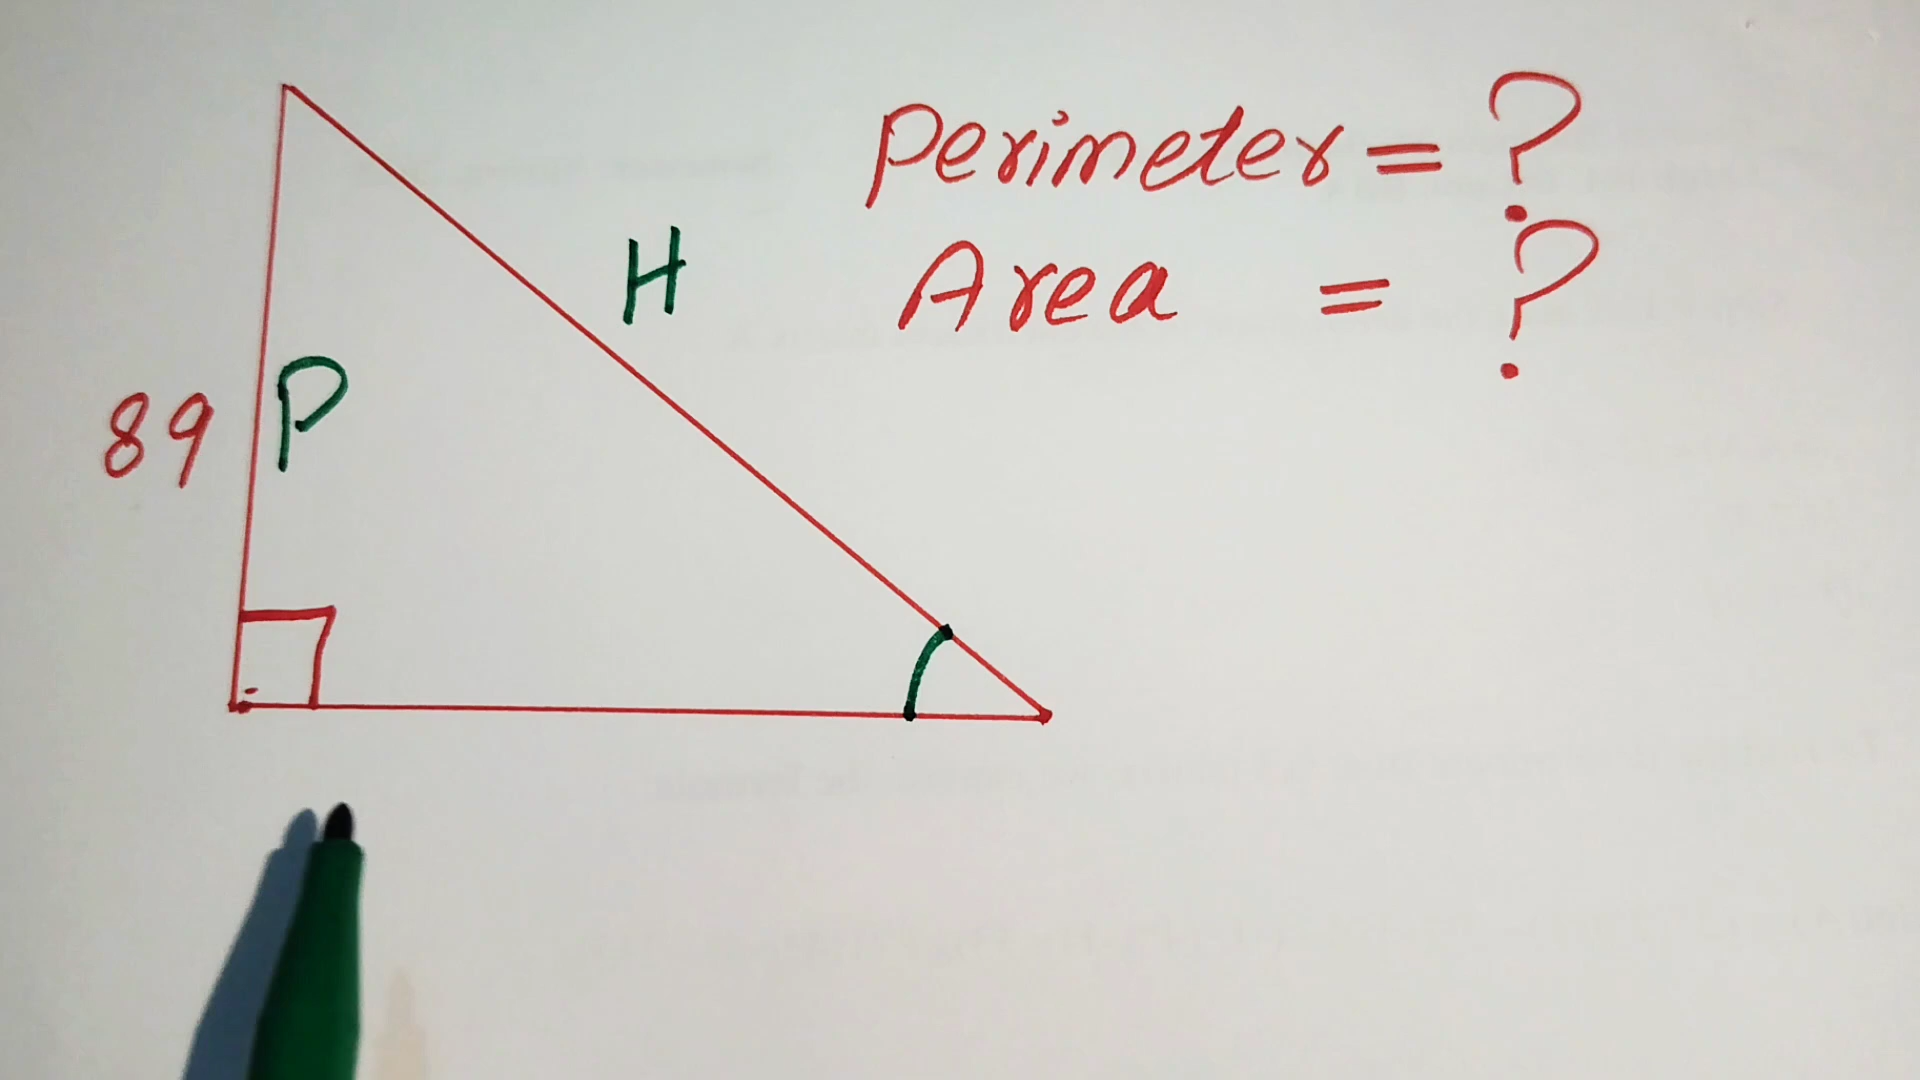 Perimeter = ?
Area = ?
H
P
89